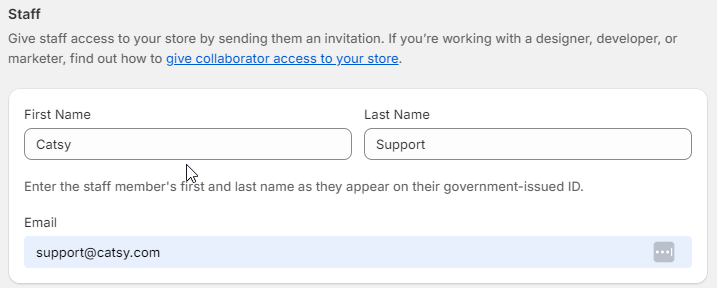 Staff
Give staff access to your store by sending them an invitation. If you're working with a designer, developer, or
marketer, find out how to give collaborator access to your store.
First Name
Last Name
Catsy
Support
Enter the staff member's first and last name as they appear on their government-issued ID.
Email
support@catsy.com